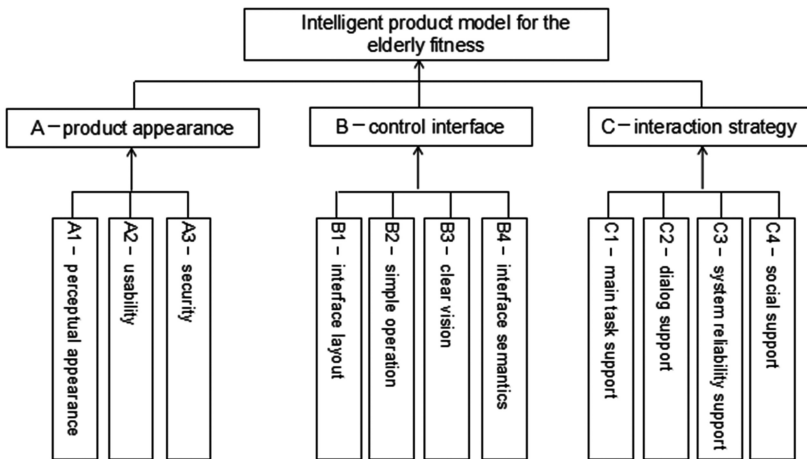 Intelligent product model for the
elderly fitness
A－product appearance
B－control interface
C－interaction strategy
A1－ perceptual appearance
A2－ usability
A3－ security
B1－ interface layout
B2－ simple operation
B3－ clear vision
B4－ interface semantics
C1－ main task support
C2－ dialog support
C3－ system reliability support
C4－ social support